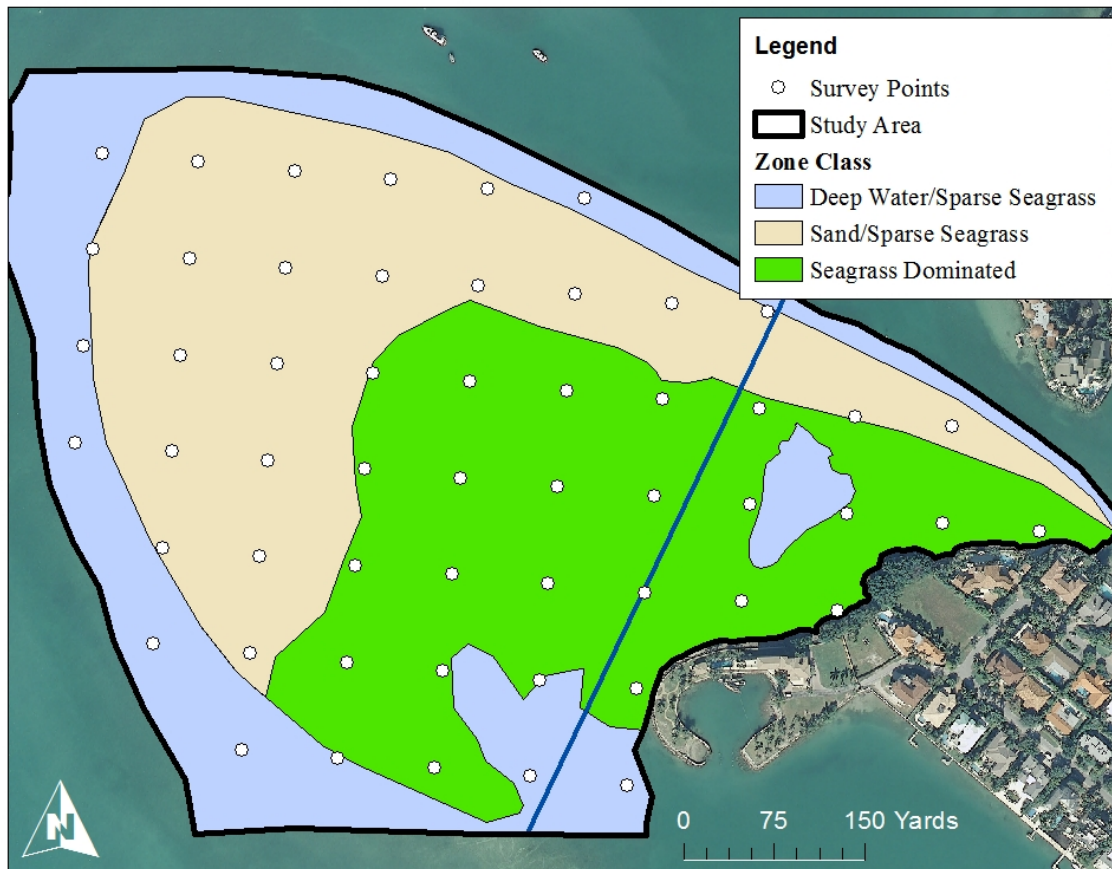 Legend
Survey Points
Study Area
Zone Class
Deep Water/Sparse Seagrass
Sand/Sparse Seagrass
Seagrass Dominated
N
0 75 150 Yards